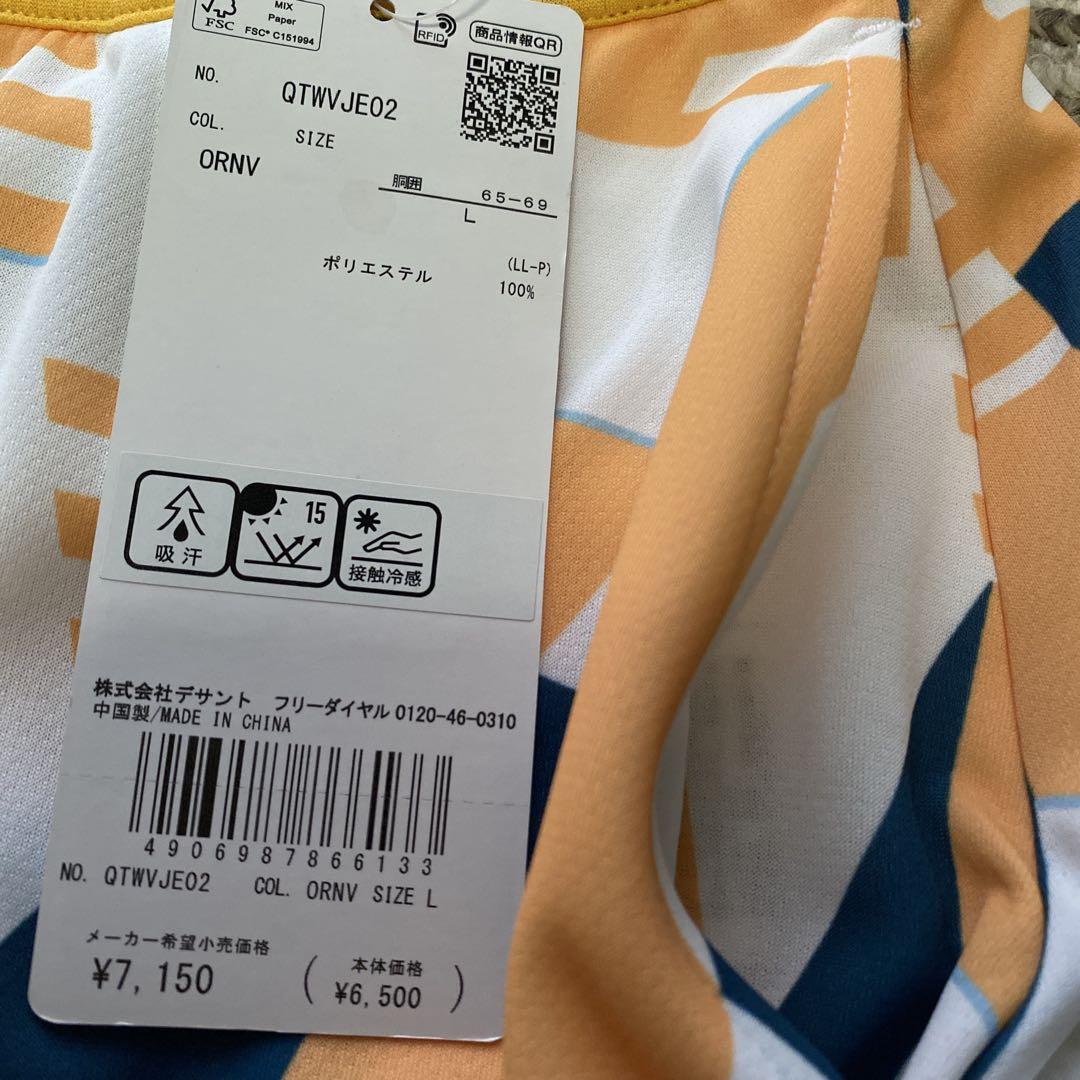 FSC
MIX
Paper
FSC® C151994
RFID
商品情報QR
NO.
QTWVJE02
COL.
SIZE
ORNV
胴囲 65-69
L
ポリエステル
(LL-P)
100%
吸汗
15
接触冷感
株式会社デサント フリーダイヤル 0120-46-0310
中国製/MADE IN CHINA
4906987866133
NO. QTWVJE02 COL. ORNV SIZE L
メーカー希望小売価格
¥7,150
(本体価格
¥6,500)